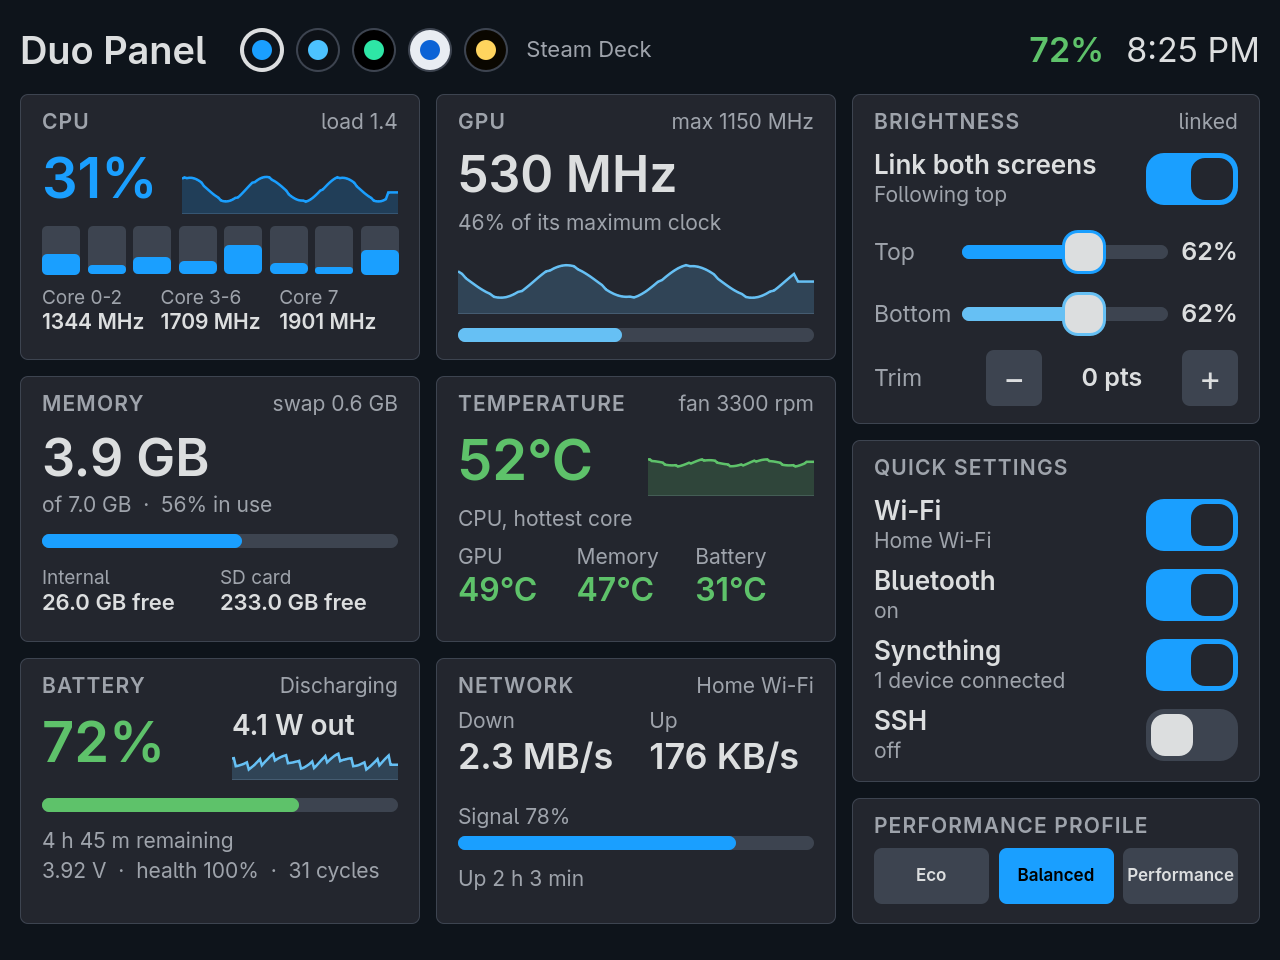 Duo Panel
Steam Deck
72% 8:25 PM
CPU load 1.4
31%
Core 0-2 Core 3-6 Core 7
1344 MHz 1709 MHz 1901 MHz
GPU max 1150 MHz
530 MHz
46% of its maximum clock
BRIGHTNESS linked
Link both screens
Following top
Top 62%
Bottom 62%
Trim − 0 pts +
MEMORY swap 0.6 GB
3.9 GB
of 7.0 GB · 56% in use
Internal SD card
26.0 GB free 233.0 GB free
TEMPERATURE fan 3300 rpm
52°C
CPU, hottest core
GPU Memory Battery
49°C 47°C 31°C
QUICK SETTINGS
Wi-Fi
Home Wi-Fi
Bluetooth
on
Syncthing
1 device connected
SSH
off
BATTERY Discharging
72% 4.1 W out
4 h 45 m remaining
3.92 V · health 100% · 31 cycles
NETWORK Home Wi-Fi
Down Up
2.3 MB/s 176 KB/s
Signal 78%
Up 2 h 3 min
PERFORMANCE PROFILE
Eco Balanced Performance